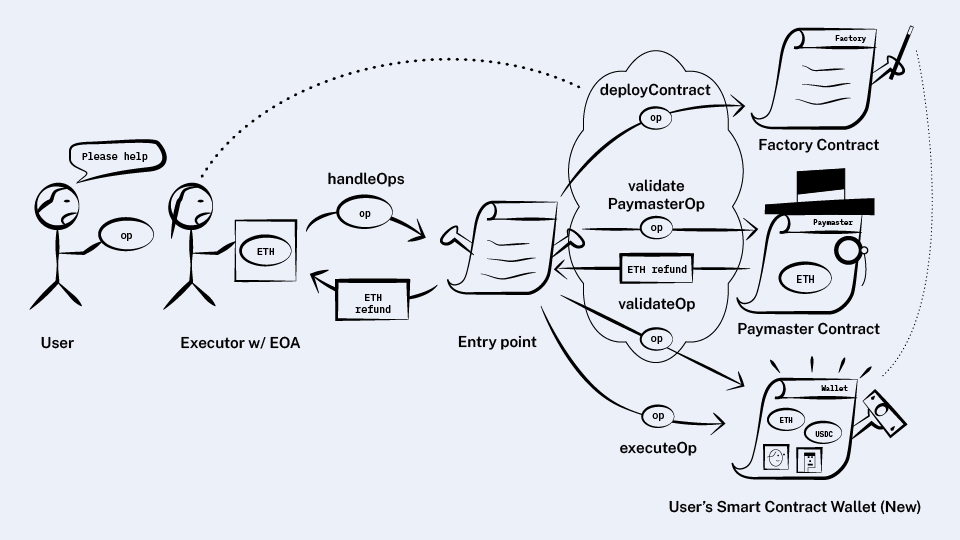 Factory
deployContract
op
Factory Contract
Please help
handleOps
op
op
ETH
ETH
refund
validate
PaymasterOp
op
ETH refund
validateOp
op
Paymaster
ETH
Paymaster Contract
User
Executor w/ EOA
Entry point
Wallet
ETH
USDC
op
executeOp
User's Smart Contract Wallet (New)